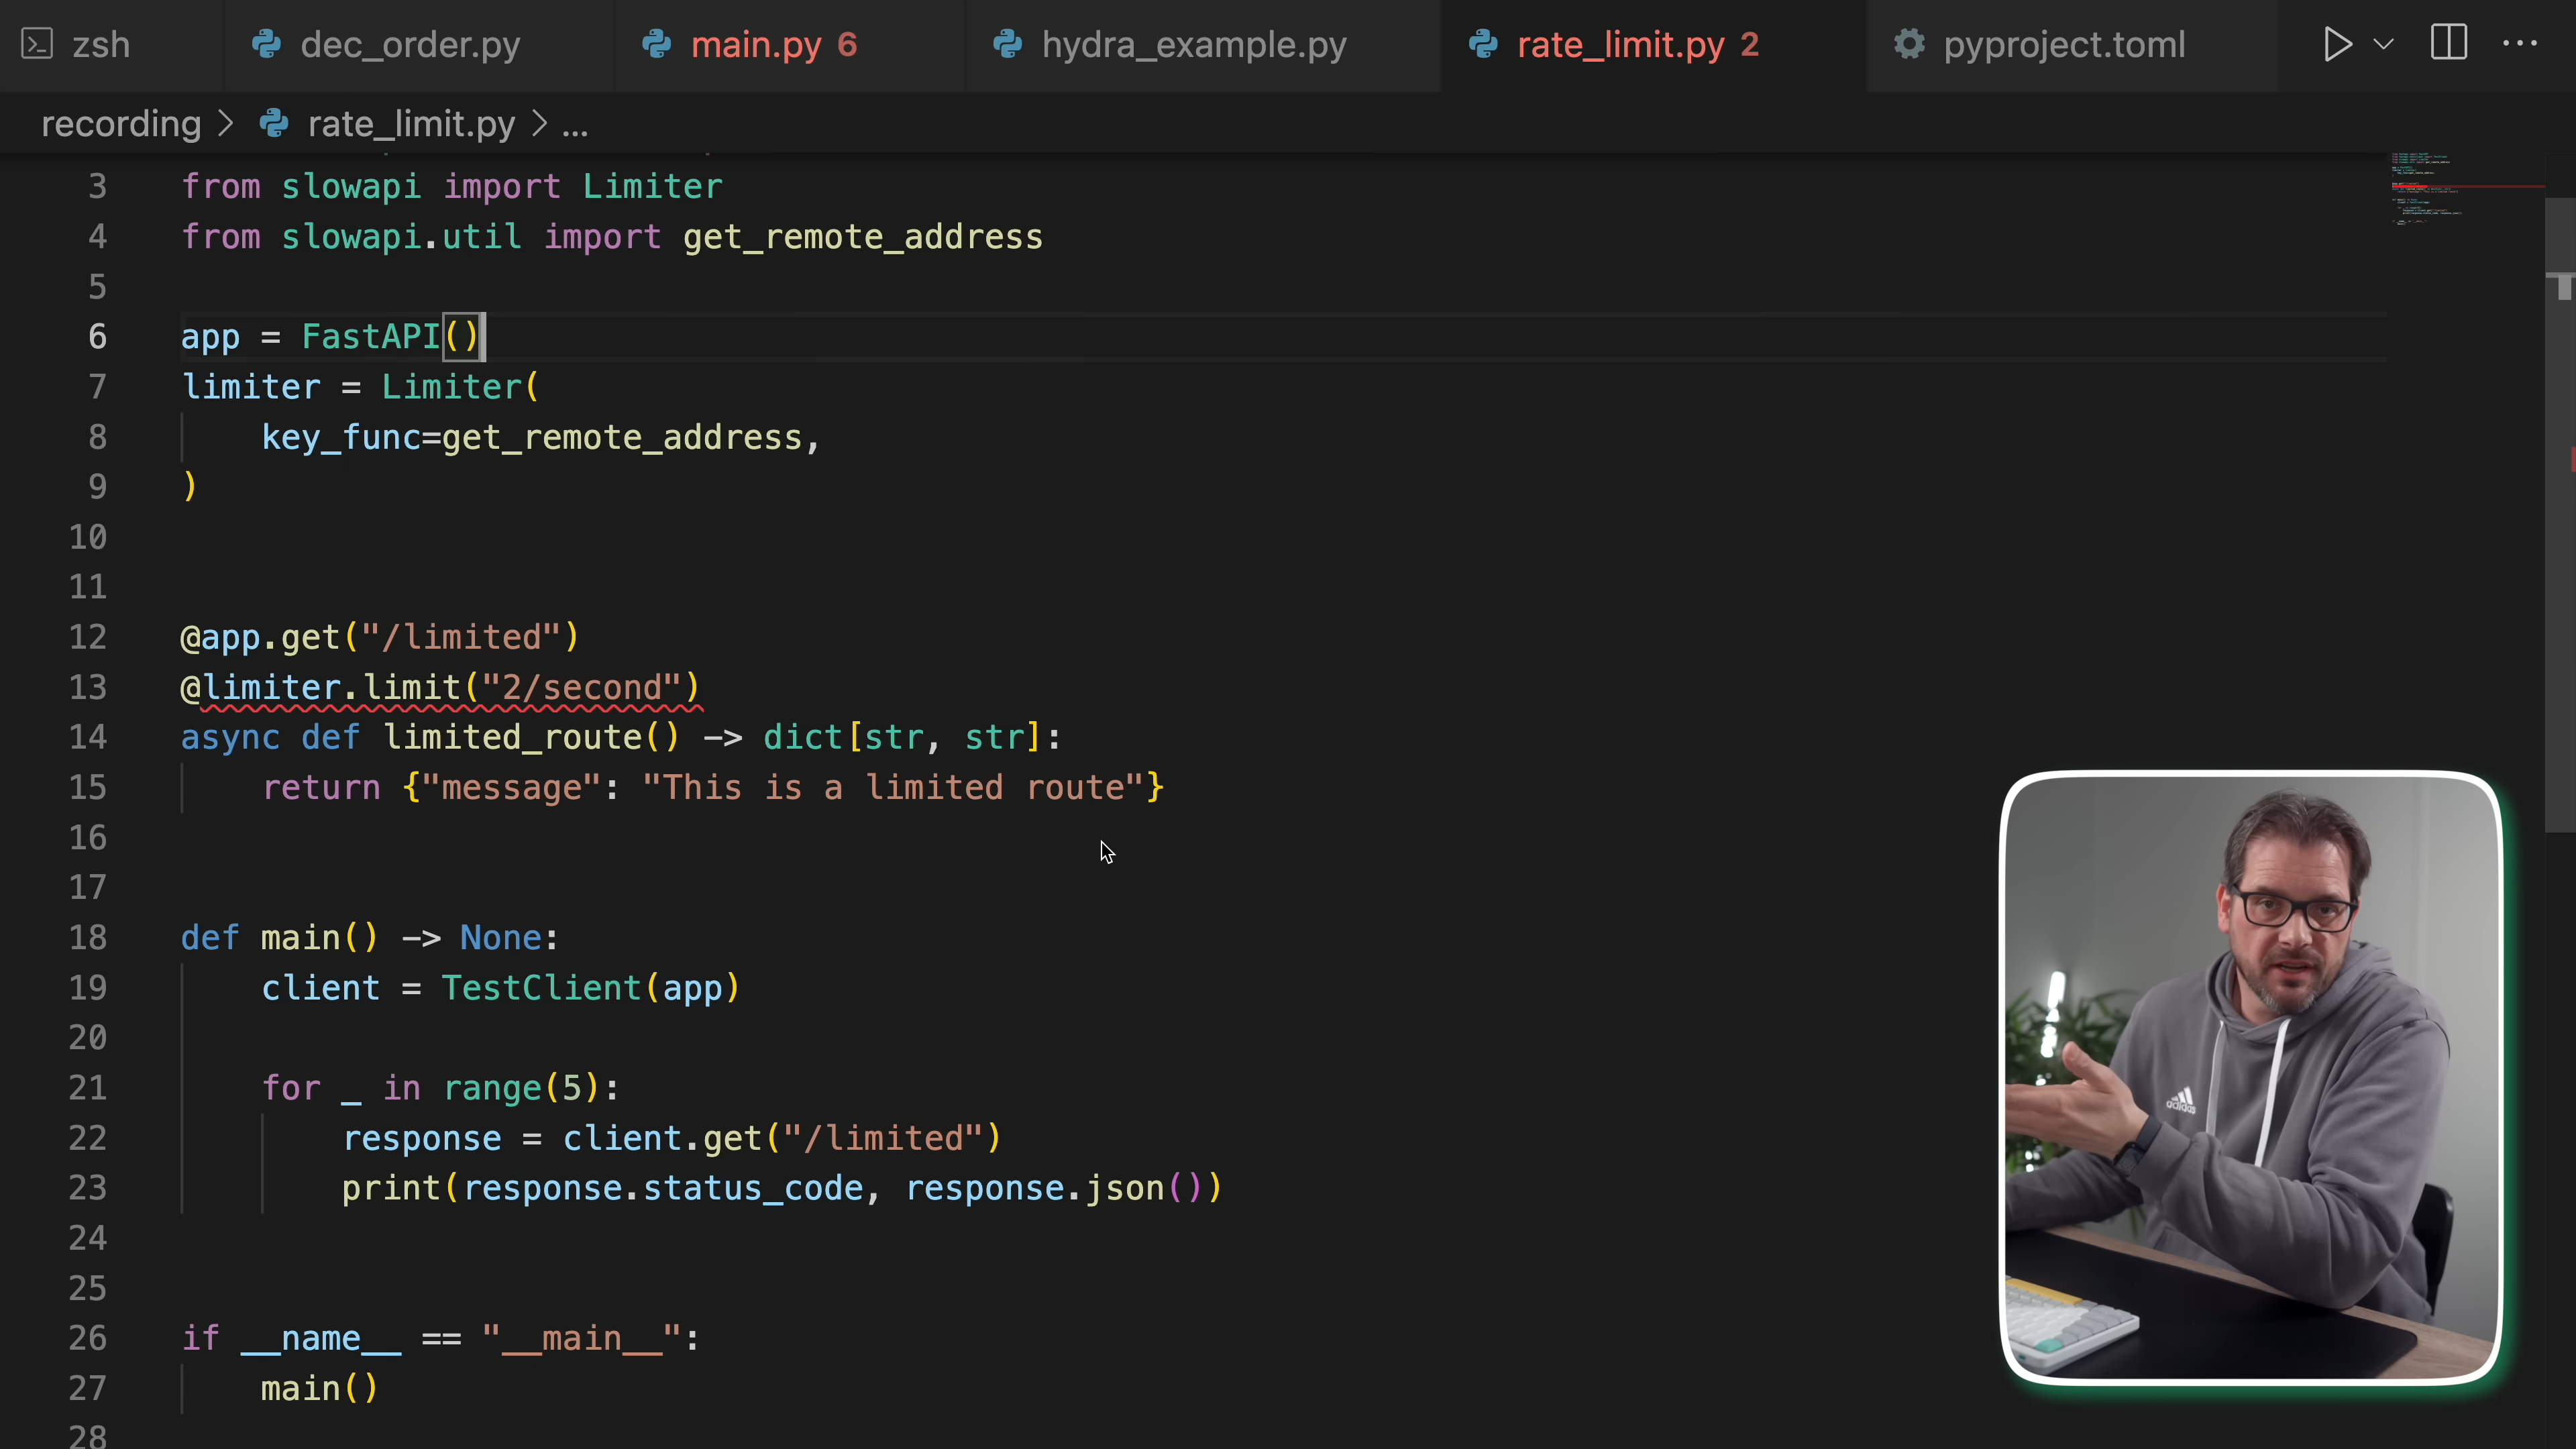 zsh
dec_order.py
main.py 6
hydra_example.py
rate_limit.py 2
pyproject.toml
recording > rate_limit.py > ...
3 from slowapi import Limiter
4 from slowapi.util import get_remote_address
5
6 app = FastAPI()
7 limiter = Limiter(
8     key_func=get_remote_address,
9 )
10
11
12 @app.get("/limited")
13 @limiter.limit("2/second")
14 async def limited_route() -> dict[str, str]:
15     return {"message": "This is a limited route"}
16
17
18 def main() -> None:
19     client = TestClient(app)
20
21     for _ in range(5):
22         response = client.get("/limited")
23         print(response.status_code, response.json())
24
25
26 if __name__ == "__main__":
27     main()
28
adidas